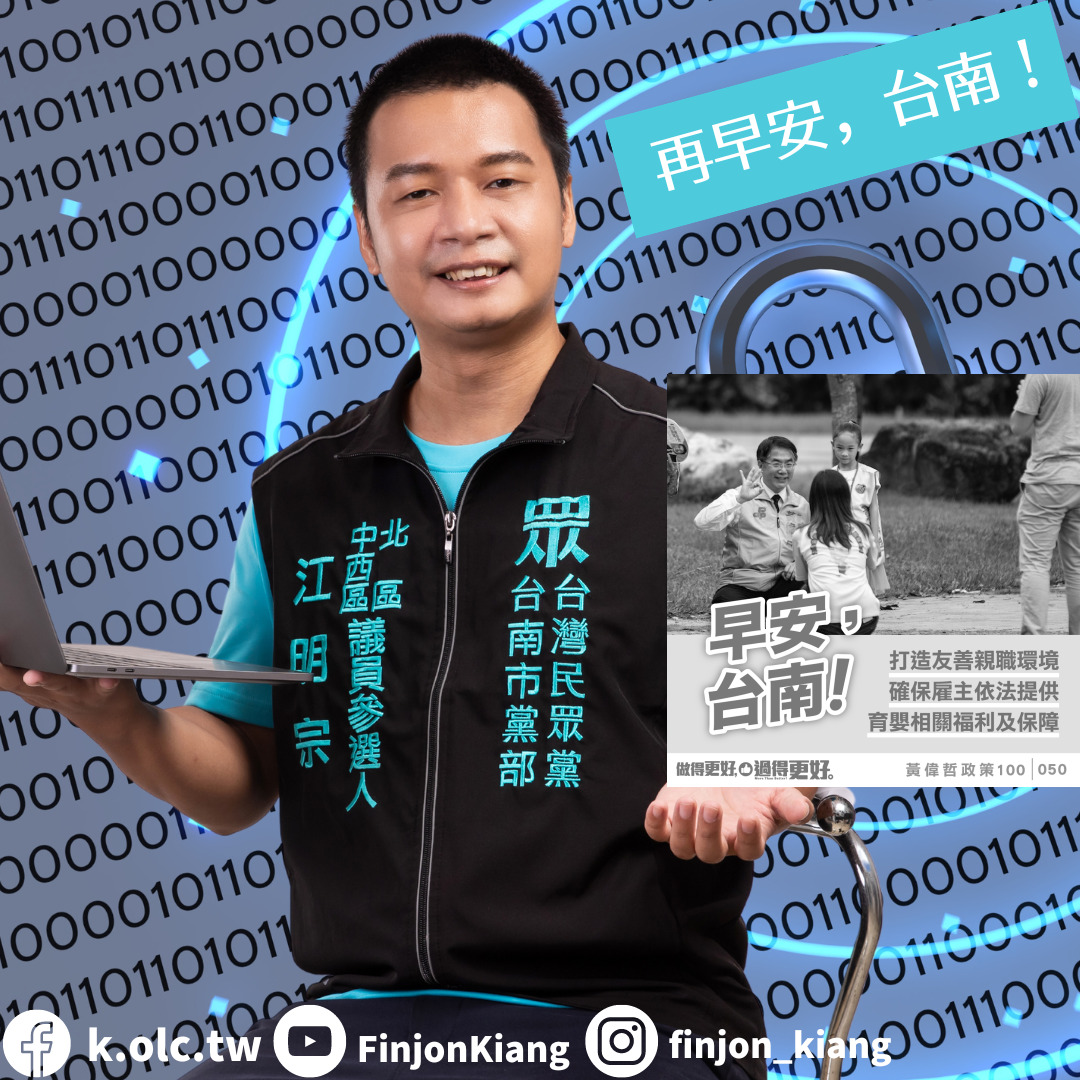 再早安，台南！
北區
中西區
議員參選人
江明宗
眾
台灣民眾黨
台南市黨部
早安，
台南!
打造友善親職環境
確保雇主依法提供
育嬰相關福利及保障
做得更好,過得更好。
黃偉哲政策100 | 050
k.olc.tw
FinjonKiang
finjon_kiang